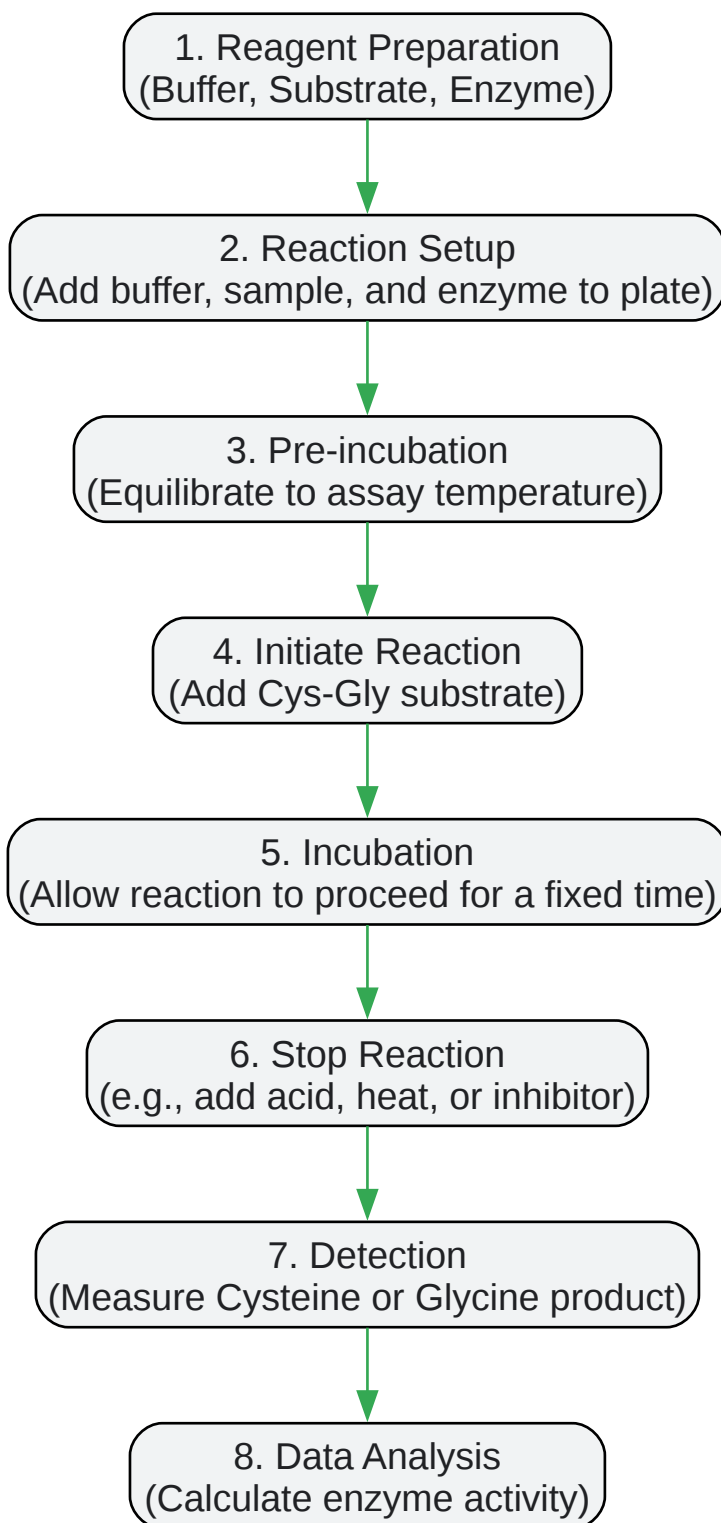 1. Reagent Preparation
(Buffer, Substrate, Enzyme)
2. Reaction Setup
(Add buffer, sample, and enzyme to plate)
3. Pre-incubation
(Equilibrate to assay temperature)
4. Initiate Reaction
(Add Cys-Gly substrate)
5. Incubation
(Allow reaction to proceed for a fixed time)
6. Stop Reaction
(e.g., add acid, heat, or inhibitor)
7. Detection
(Measure Cysteine or Glycine product)
8. Data Analysis
(Calculate enzyme activity)